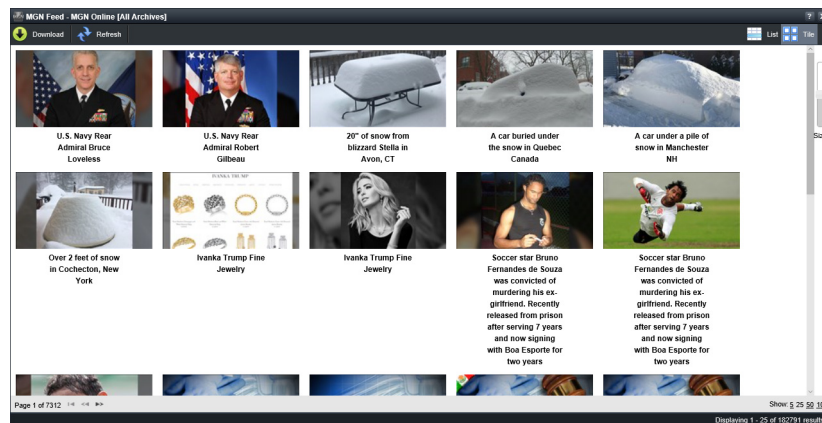 MGN Feed - MGN Online [All Archives]
?
Download
Refresh
List
Tile
U.S. Navy Rear
Admiral Bruce
Loveless
U.S. Navy Rear
Admiral Robert
Gilbeau
20" of snow from
blizzard Stella in
Avon, CT
A car buried under
the snow in Quebec
Canada
A car under a pile of
snow in Manchester
NH
Over 2 feet of snow
in Cochecton, New
York
IVANKA TRUMP
Ivanka Trump Fine
Jewelry
Ivanka Trump Fine
Jewelry
Soccer star Bruno
Fernandes de Souza
was convicted of
murdering his ex-
girlfriend. Recently
released from prison
after serving 7 years
and now signing
with Boa Esporte for
two years
Soccer star Bruno
Fernandes de Souza
was convicted of
murdering his ex-
girlfriend. Recently
released from prison
after serving 7 years
and now signing
with Boa Esporte for
two years
Page 1 of 7312
Show: 5 25 50
Displaying 1 - 25 of 182791 results